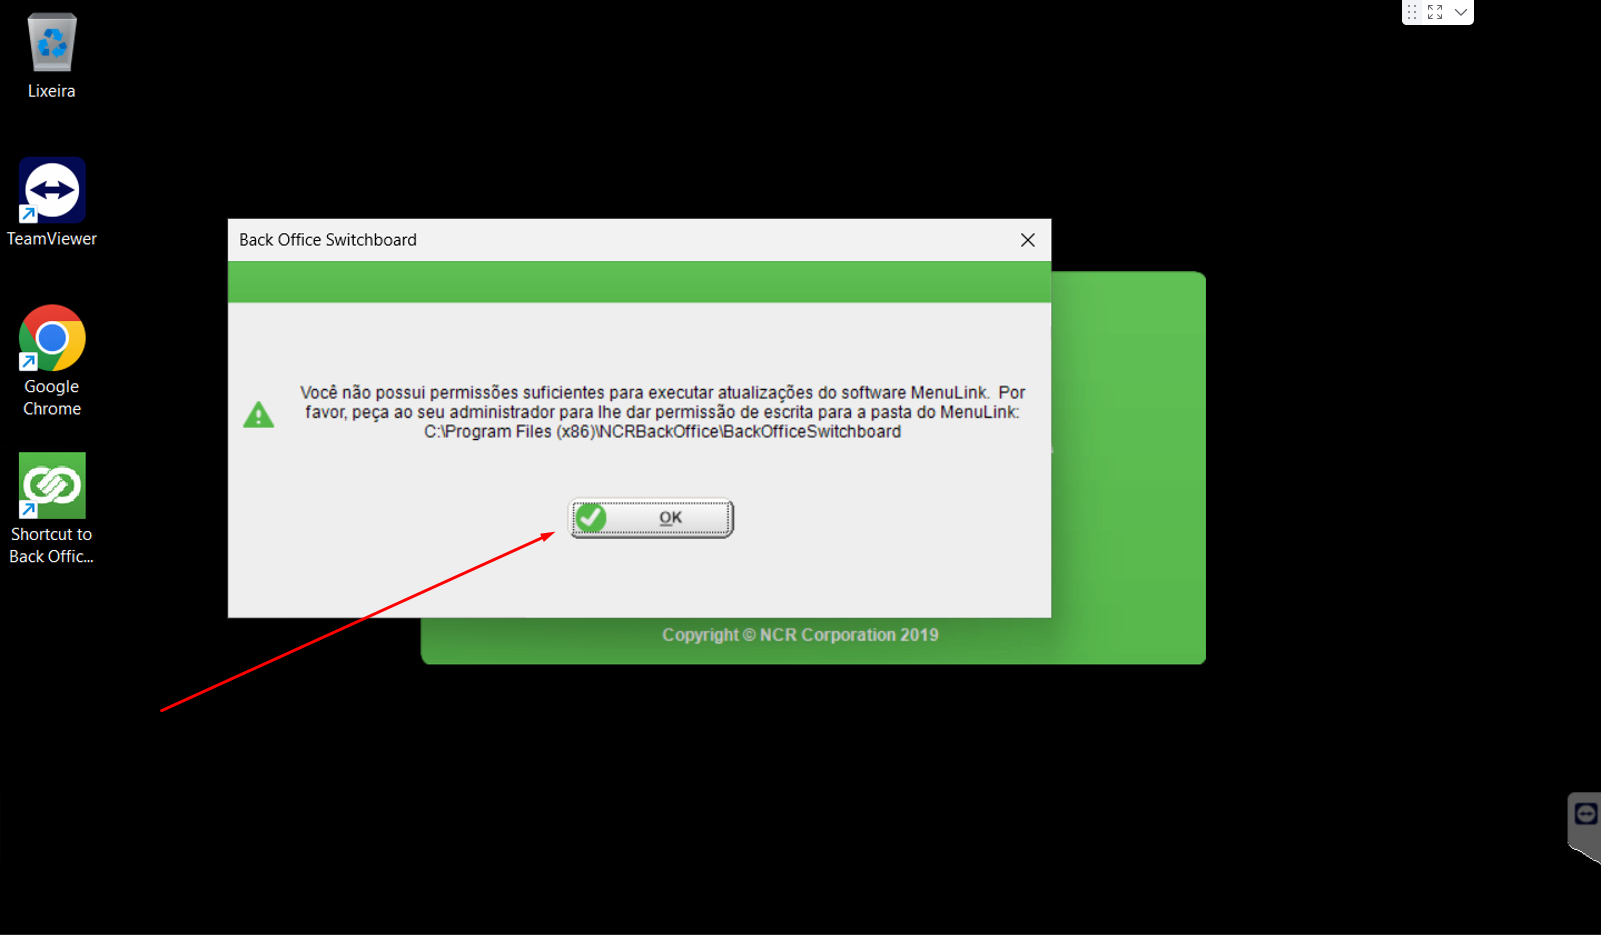 Lixeira
TeamViewer
Google
Chrome
Shortcut to
Back Offic...
Back Office Switchboard
Você não possui permissões suficientes para executar atualizações do software MenuLink.  Por
favor, peça ao seu administrador para lhe dar permissão de escrita para a pasta do MenuLink:
C:\Program Files (x86)\NCRBackOffice\BackOfficeSwitchboard
OK
Copyright © NCR Corporation 2019